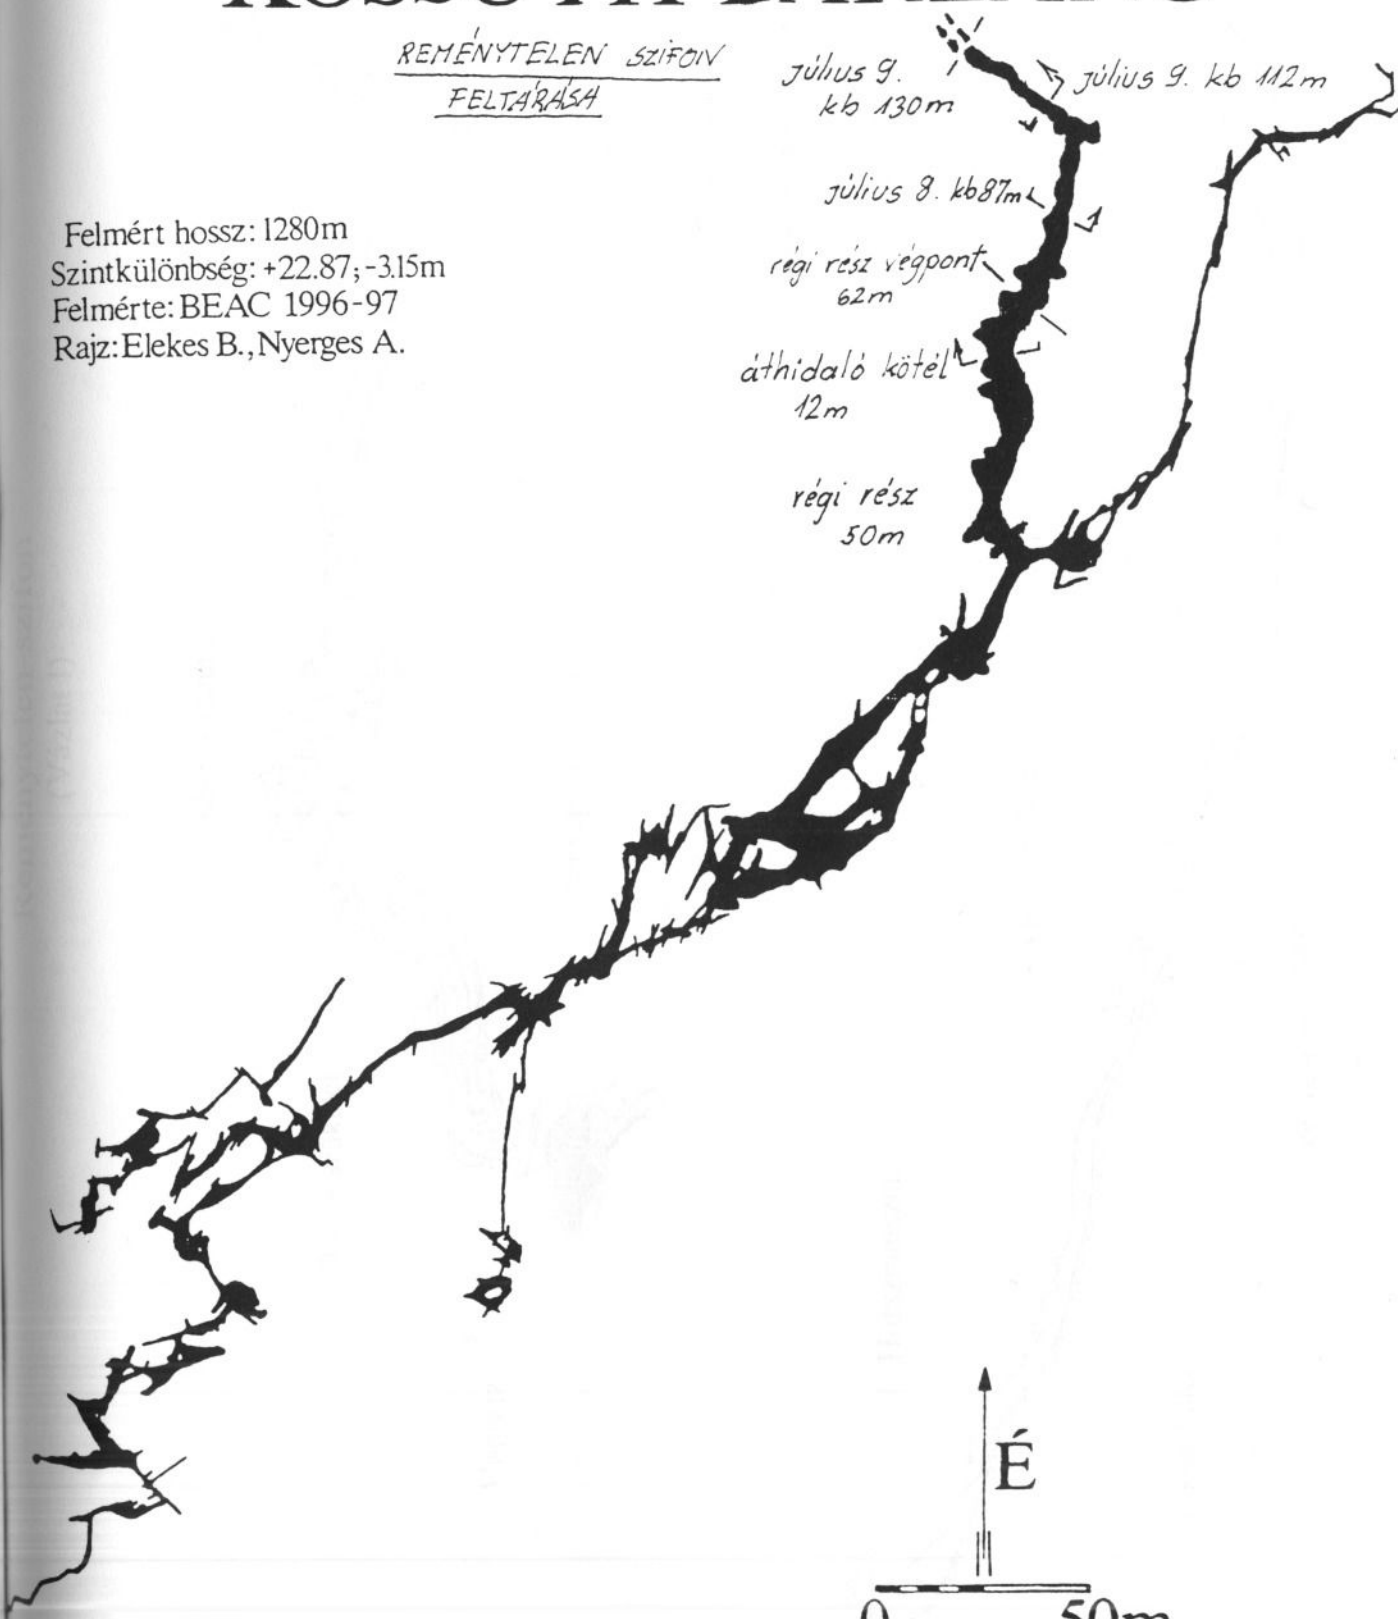 REMÉNYTELEN SZIFON
FELTÁRÁSA
július 9.
kb 130m
július 9. kb 112m
július 8. kb 87m
régi rész végpont
62m
áthidaló kötél
12m
régi rész
50m
Felmért hossz: 1280m
Szintkülönbség: +22.87; -3.15m
Felmérte: BEAC 1996-97
Rajz: Elekes B., Nyerges A.
É
0 50m